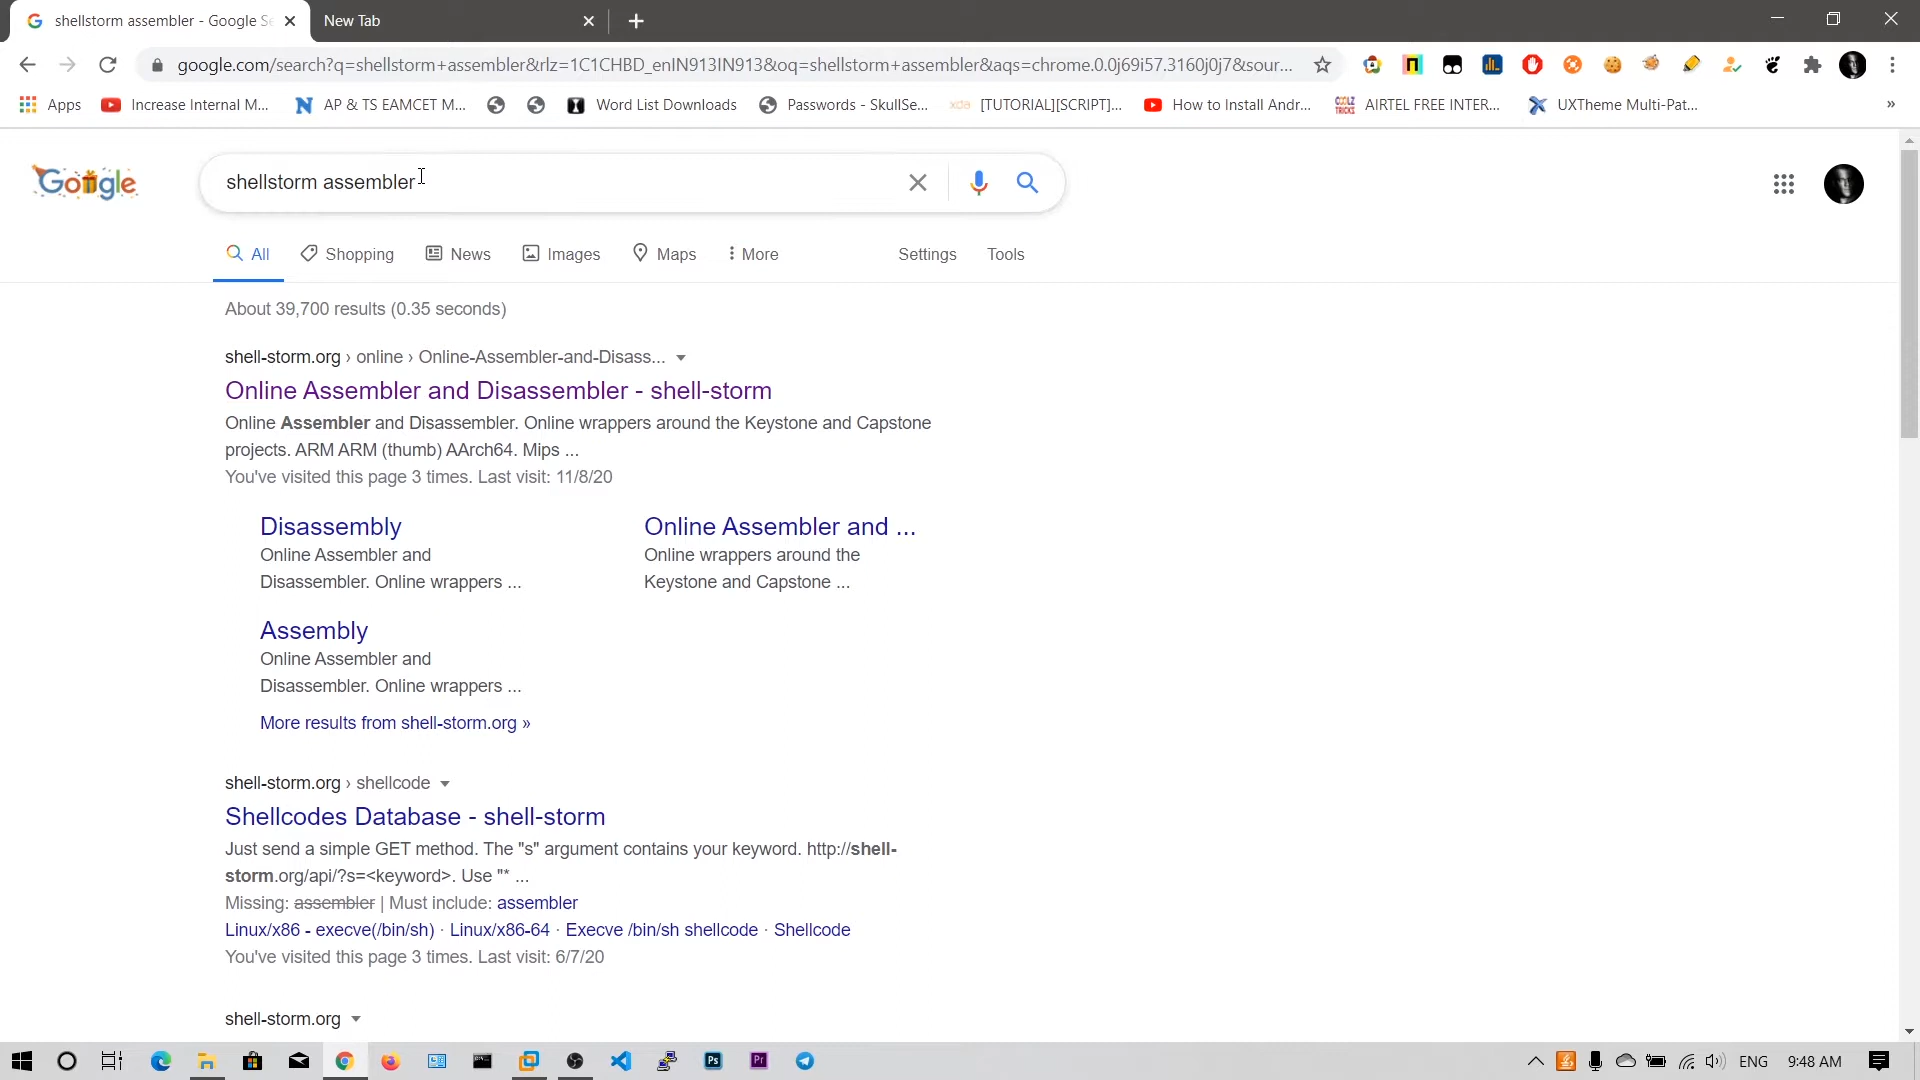 shellstorm assembler - Google Se
New Tab
google.com/search?q=shellstorm+assembler&rlz=1C1CHBD_enIN913IN913&oq=shellstorm+assembler&aqs=chrome.0.0j69i57.3160j0j7&sour...
Apps
Increase Internal M...
AP & TS EAMCET M...
Word List Downloads
Passwords - SkullSe...
xda
[TUTORIAL][SCRIPT]...
How to Install Andr...
AIRTEL FREE INTER...
UXTheme Multi-Pat...
»
Google
shellstorm assembler
All
Shopping
News
Images
Maps
More
Settings
Tools
About 39,700 results (0.35 seconds)
shell-storm.org › online › Online-Assembler-and-Disass...
Online Assembler and Disassembler - shell-storm
Online Assembler and Disassembler. Online wrappers around the Keystone and Capstone
projects. ARM ARM (thumb) AArch64. Mips ...
You've visited this page 3 times. Last visit: 11/8/20
Disassembly
Online Assembler and
Disassembler. Online wrappers ...
Online Assembler and ...
Online wrappers around the
Keystone and Capstone ...
Assembly
Online Assembler and
Disassembler. Online wrappers ...
More results from shell-storm.org »
shell-storm.org › shellcode
Shellcodes Database - shell-storm
Just send a simple GET method. The "s" argument contains your keyword. http://shell-
storm.org/api/?s=<keyword>. Use "* ...
Missing: assembler | Must include: assembler
Linux/x86 - execve(/bin/sh) · Linux/x86-64 · Execve /bin/sh shellcode · Shellcode
You've visited this page 3 times. Last visit: 6/7/20
shell-storm.org
Ps
Pr
ENG
9:48 AM